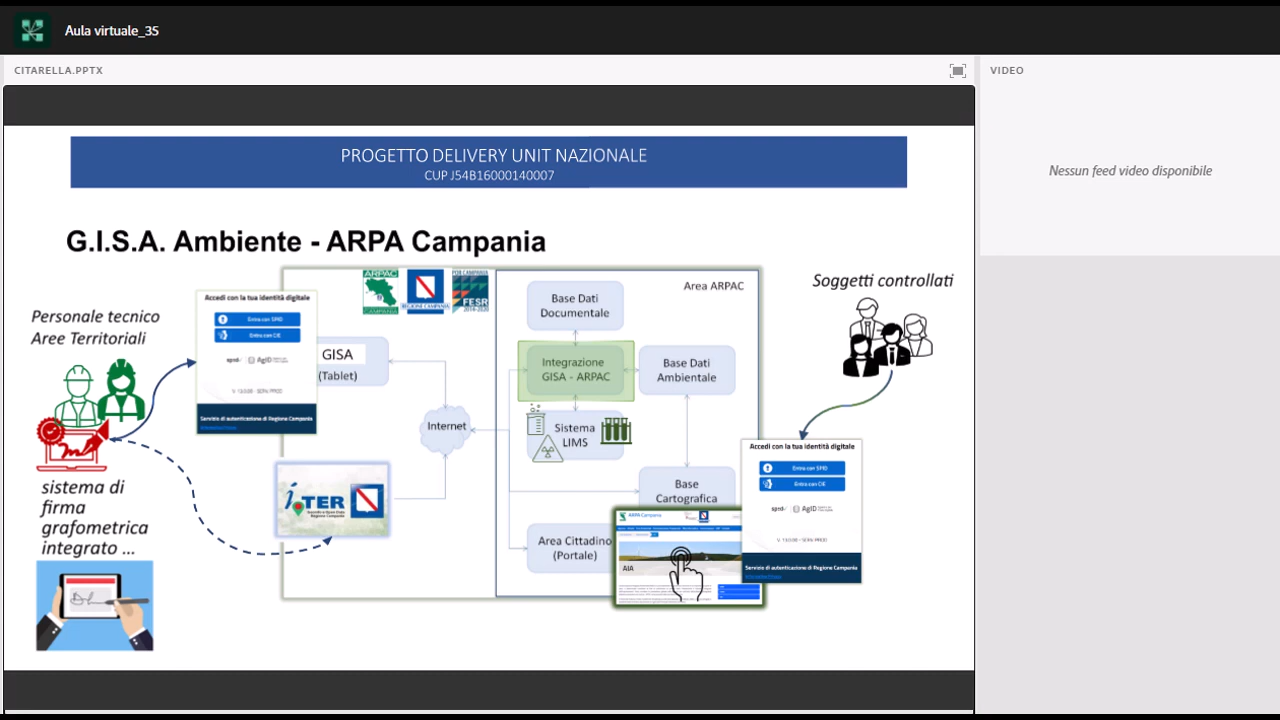 Aula virtuale_35
CITARELLA.PPTX
VIDEO
Nessun feed video disponibile
PROGETTO DELIVERY UNIT NAZIONALE
CUP J54B16000140007
G.I.S.A. Ambiente - ARPA Campania
Personale tecnico
Aree Territoriali
sistema di
firma
grafometrica
integrato ...
Accedi con la tua identità digitale
Entra con SPID
Entra con CIE
AgID
Servizio di autenticazione di Regione Campania
ARPAC
CAMPANIA
REGIONE CAMPANIA
POR CAMPANIA
FESR
2014-2020
GISA
(Tablet)
i.TER
Internet
Area ARPAC
Base Dati
Documentale
Integrazione
GISA - ARPAC
Base Dati
Ambientale
Sistema
LIMS
Base
Cartografica
Area Cittadino
(Portale)
ARPA Campania
AIA
Soggetti controllati
Accedi con la tua identità digitale
Entra con SPID
Entra con CIE
AgID
Servizio di autenticazione di Regione Campania